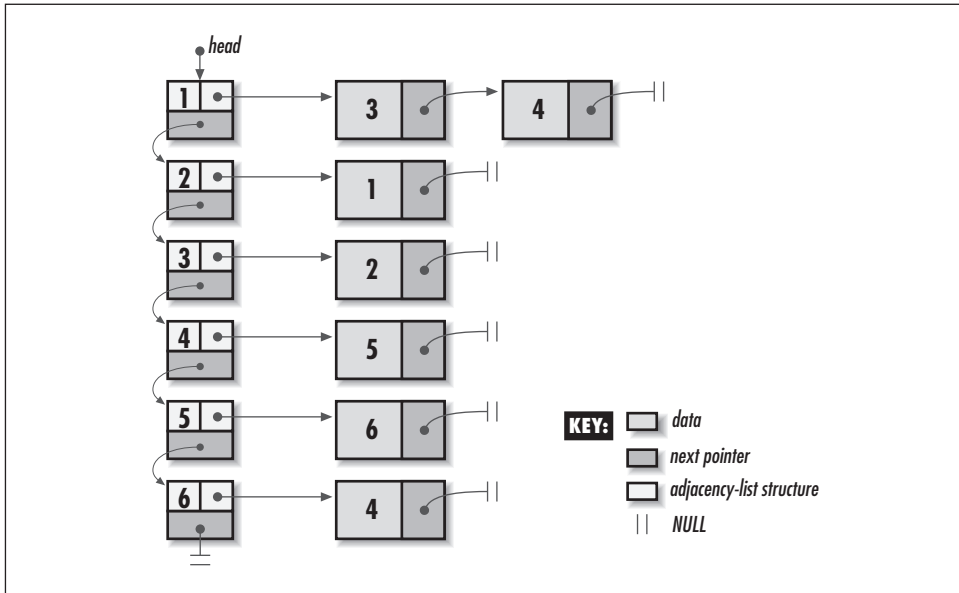 head
1 3 4
2 1
3 2
4 5
5 6
6 4
KEY: data
next pointer
adjacency-list structure
NULL